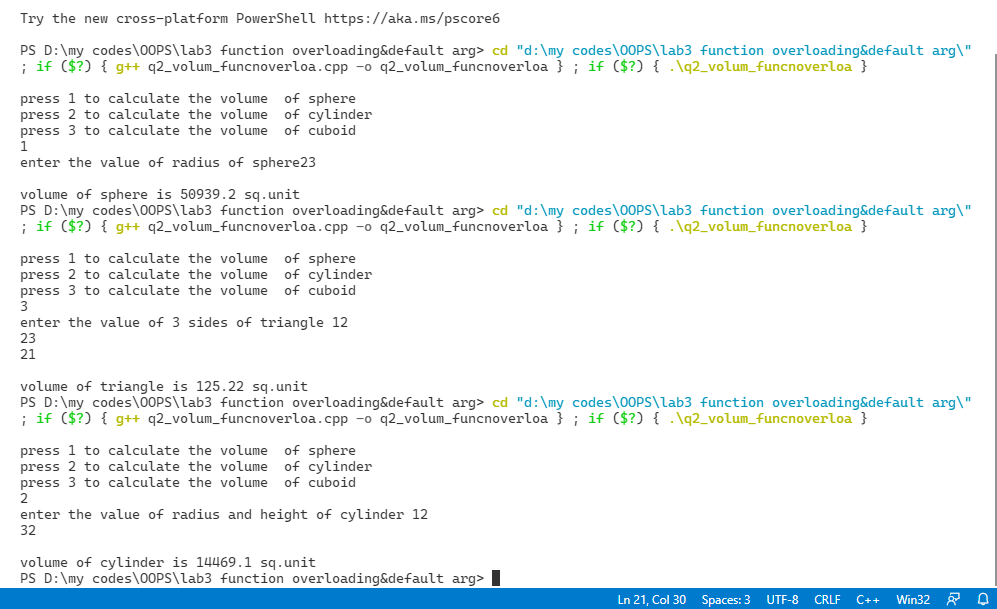 Try the new cross-platform PowerShell https://aka.ms/pscore6
PS D:\my codes\OOPS\lab3 function overloading&default arg> cd "d:\my codes\OOPS\lab3 function overloading&default arg\"
; if ($?) { g++ q2_volum_funcnoverloa.cpp -o q2_volum_funcnoverloa } ; if ($?) { .\q2_volum_funcnoverloa }
press 1 to calculate the volume  of sphere
press 2 to calculate the volume  of cylinder
press 3 to calculate the volume  of cuboid
1
enter the value of radius of sphere23
volume of sphere is 50939.2 sq.unit
PS D:\my codes\OOPS\lab3 function overloading&default arg> cd "d:\my codes\OOPS\lab3 function overloading&default arg\"
; if ($?) { g++ q2_volum_funcnoverloa.cpp -o q2_volum_funcnoverloa } ; if ($?) { .\q2_volum_funcnoverloa }
press 1 to calculate the volume  of sphere
press 2 to calculate the volume  of cylinder
press 3 to calculate the volume  of cuboid
3
enter the value of 3 sides of triangle 12
23
21
volume of triangle is 125.22 sq.unit
PS D:\my codes\OOPS\lab3 function overloading&default arg> cd "d:\my codes\OOPS\lab3 function overloading&default arg\"
; if ($?) { g++ q2_volum_funcnoverloa.cpp -o q2_volum_funcnoverloa } ; if ($?) { .\q2_volum_funcnoverloa }
press 1 to calculate the volume  of sphere
press 2 to calculate the volume  of cylinder
press 3 to calculate the volume  of cuboid
2
enter the value of radius and height of cylinder 12
32
volume of cylinder is 14469.1 sq.unit
PS D:\my codes\OOPS\lab3 function overloading&default arg>
Ln 21, Col 30 Spaces: 3 UTF-8 CRLF C++ Win32